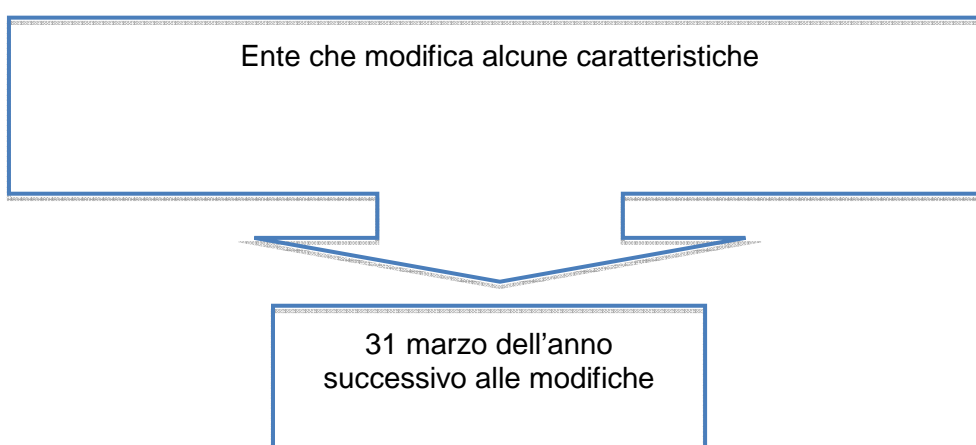 Ente che modifica alcune caratteristiche
31 marzo dell’anno
successivo alle modifiche